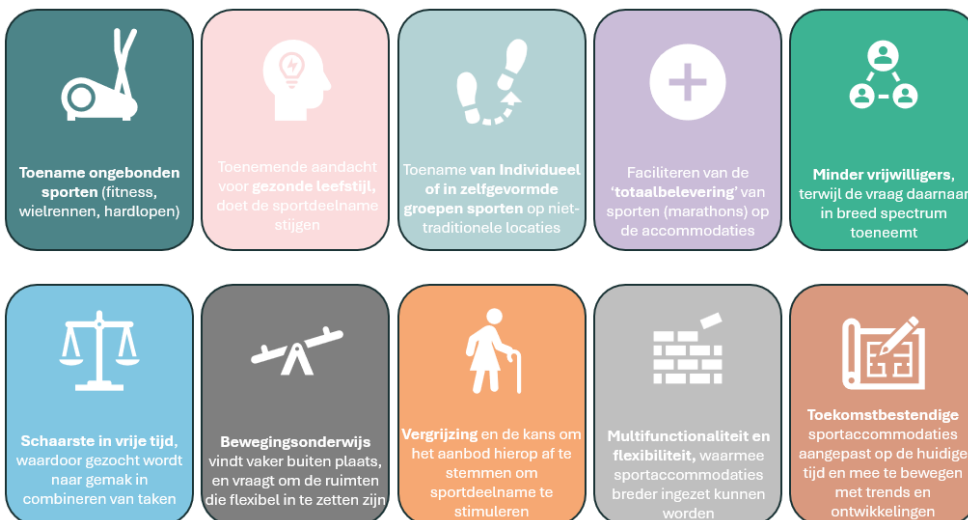 Toename ongebonden
sporten (fitness,
wielrennen, hardlopen)
Toenemende aandacht
voor gezonde leefstijl,
doet de sportdeelname
stijgen
Toename van Individueel
of in zelfgevormde
groepen sporten op niet-
traditionele locaties
Faciliteren van de
‘totaalbelevering’ van
sporten (marathons) op
de accommodaties
Minder vrijwilligers,
terwijl de vraag daarnaar
in breed spectrum
toeneemt
Schaarste in vrije tijd,
waardoor gezocht wordt
naar gemak in
combineren van taken
Bewegingsonderwijs
vindt vaker buiten plaats,
en vraagt om de ruimten
die flexibel in te zetten zijn
Vergrijzing en de kans om
het aanbod hierop af te
stemmen om
sportdeelname te
stimuleren
Multifunctionaliteit en
flexibiliteit, waarmee
sportaccommodaties
breder ingezet kunnen
worden
Toekomstbestendige
sportaccommodaties
aangepast op de huidige
tijd en mee te bewegen
met trends en
ontwikkelingen